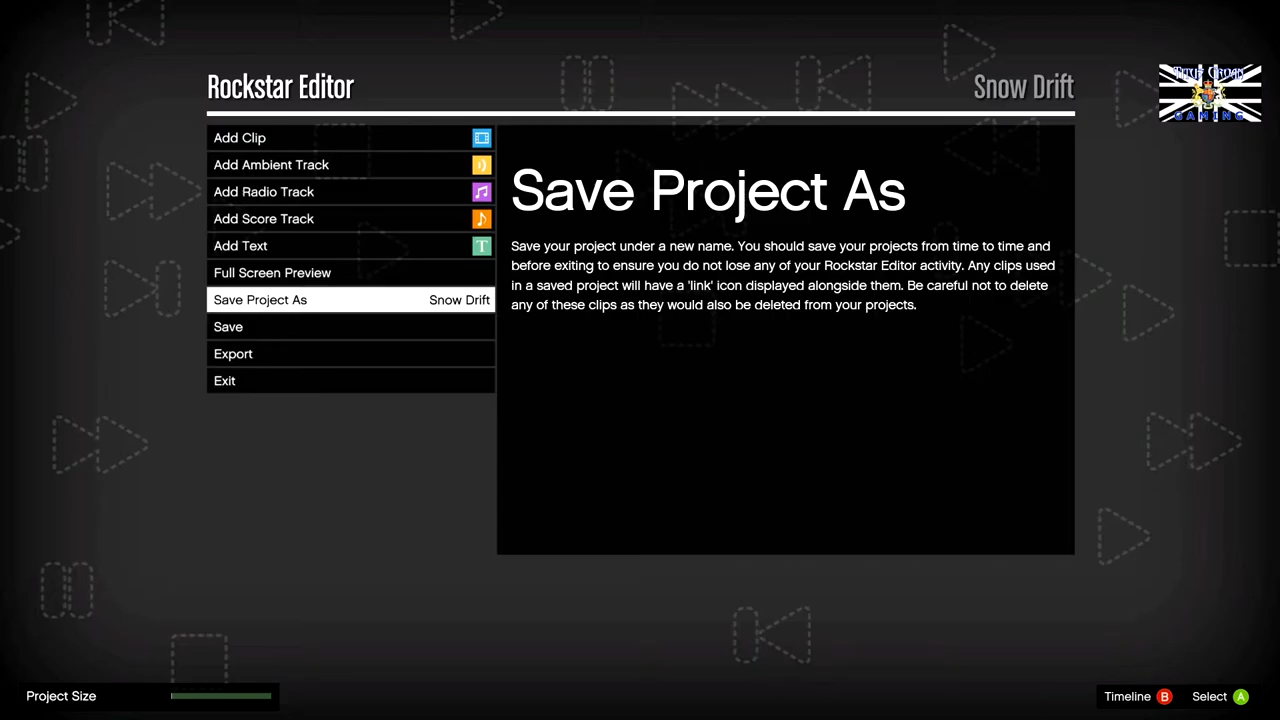 Rockstar Editor
Snow Drift
GAMING
Add Clip
Add Ambient Track
Add Radio Track
Add Score Track
Add Text
T
Full Screen Preview
Save Project As Snow Drift
Save
Export
Exit
Save Project As
Save your project under a new name. You should save your projects from time to time and
before exiting to ensure you do not lose any of your Rockstar Editor activity. Any clips used
in a saved project will have a 'link' icon displayed alongside them. Be careful not to delete
any of these clips as they would also be deleted from your projects.
Project Size
Timeline B Select A